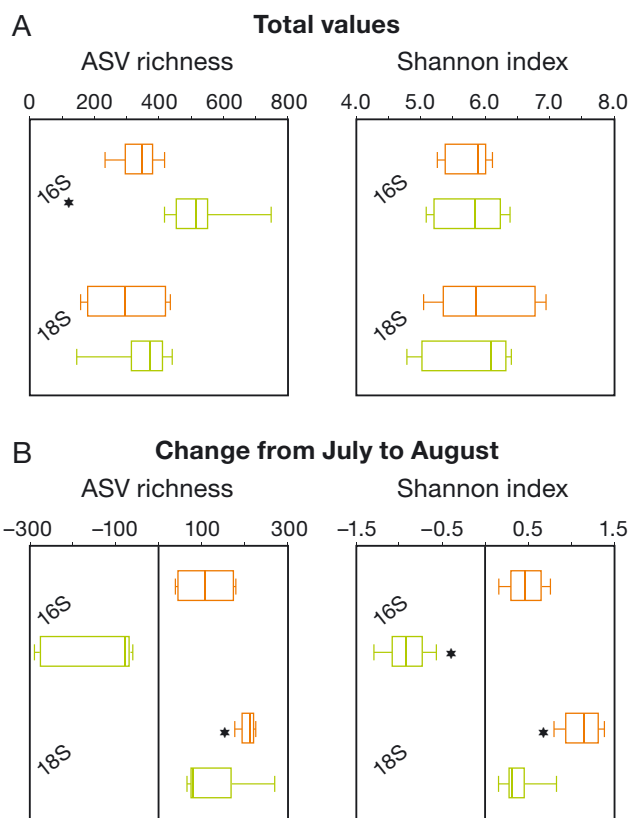 A Total values
ASV richness Shannon index
0 200 400 600 800 4.0 5.0 6.0 7.0 8.0
16S 16S
18S 18S
B Change from July to August
ASV richness Shannon index
−300 −100 100 300 −1.5 −0.5 0.5 1.5
16S 16S
18S 18S